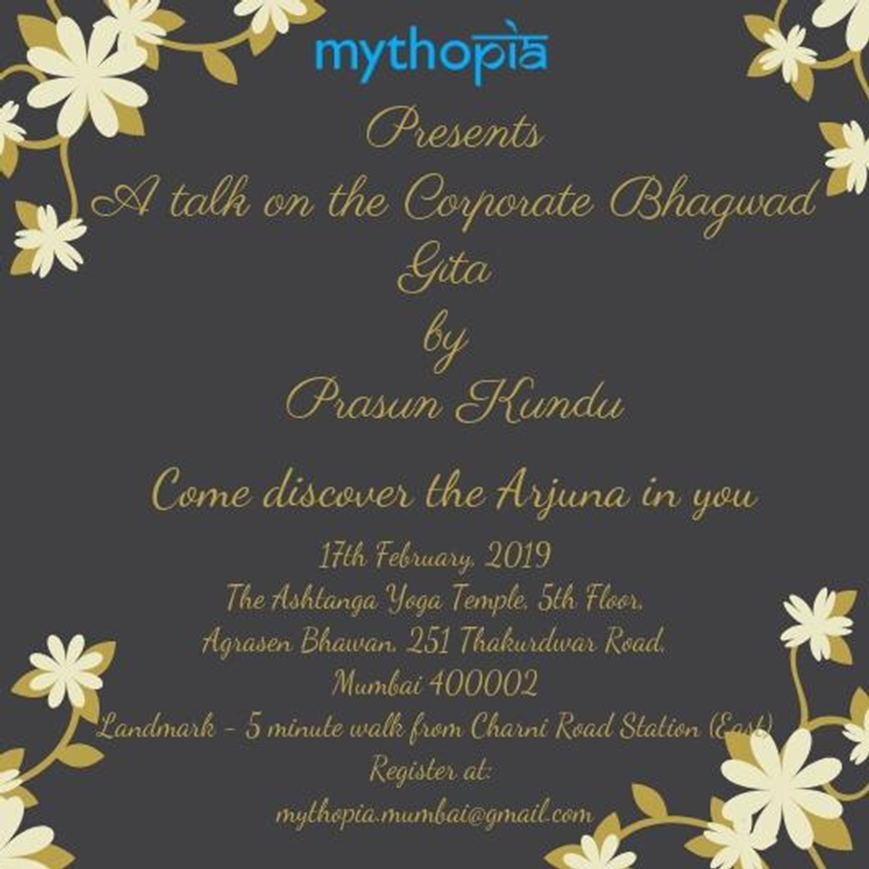 mythopia
Presents
A talk on the Corporate Bhagwad
Gita
by
Prasun Kundu
Come discover the Arjuna in you
17th February, 2019
The Ashtanga Yoga Temple, 5th Floor,
Agrasen Bhawan, 251 Thakurdwar Road,
Mumbai 400002
Landmark - 5 minute walk from Charni Road Station (East)
Register at:
mythopia.mumbai@gmail.com